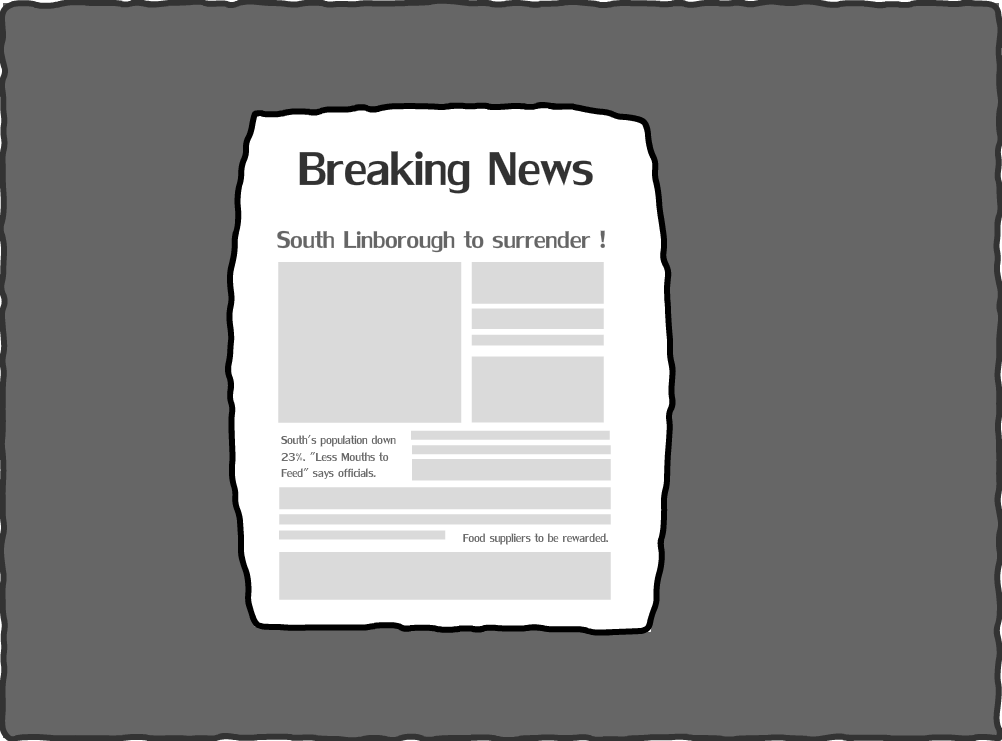 Breaking News
South Linborough to surrender !
South's population down
23%. "Less Mouths to
Feed" says officials.
Food suppliers to be rewarded.